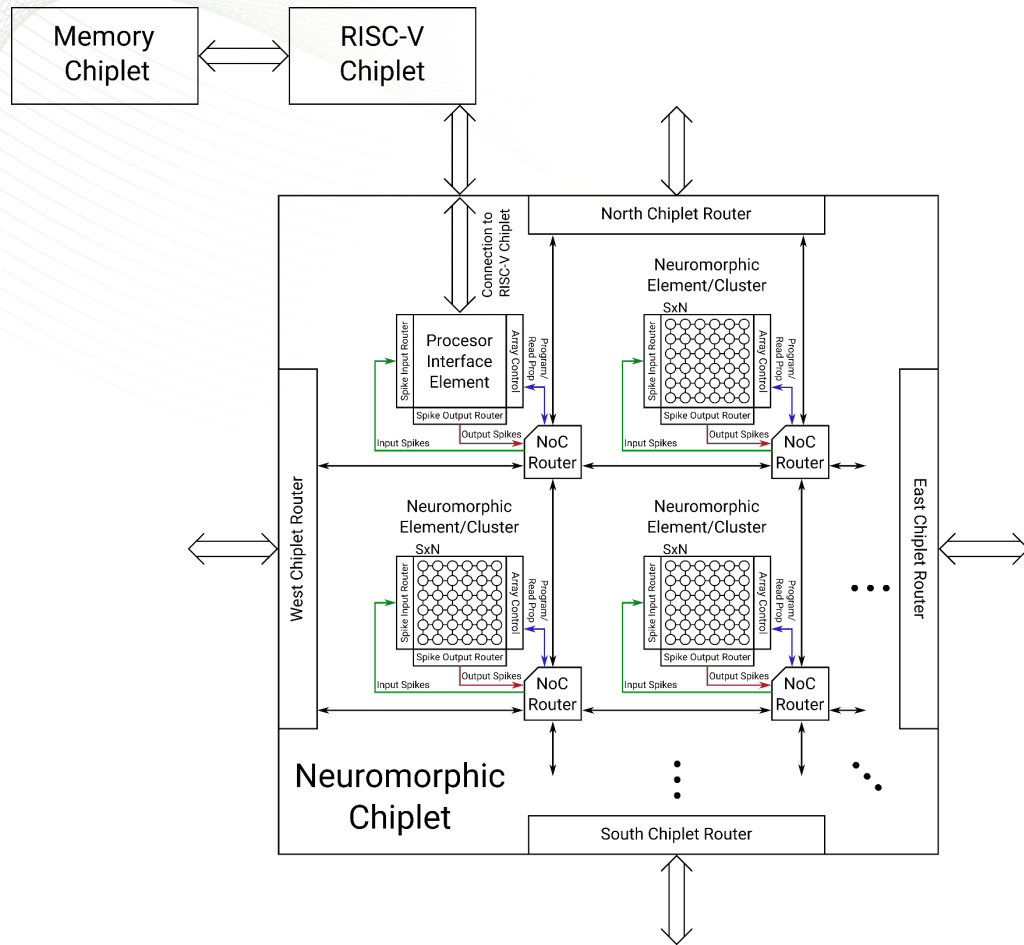 Memory
Chiplet
RISC-V
Chiplet
North Chiplet Router
Connection to
RISC-V Chiplet
Neuromorphic
Element/Cluster
SxN
Spike Input Router
Procesor
Interface
Element
Array Control
Program/
Read Prop
Spike Output Router
Output Spikes
Input Spikes
NoC
Router
Spike Input Router
Array Control
Program/
Read Prop
Spike Output Router
Output Spikes
Input Spikes
NoC
Router
West Chiplet Router
East Chiplet Router
Neuromorphic
Element/Cluster
SxN
Spike Input Router
Array Control
Program/
Read Prop
Spike Output Router
Output Spikes
Input Spikes
NoC
Router
Neuromorphic
Element/Cluster
SxN
Spike Input Router
Array Control
Program/
Read Prop
Spike Output Router
Output Spikes
Input Spikes
NoC
Router
Neuromorphic
Chiplet
South Chiplet Router